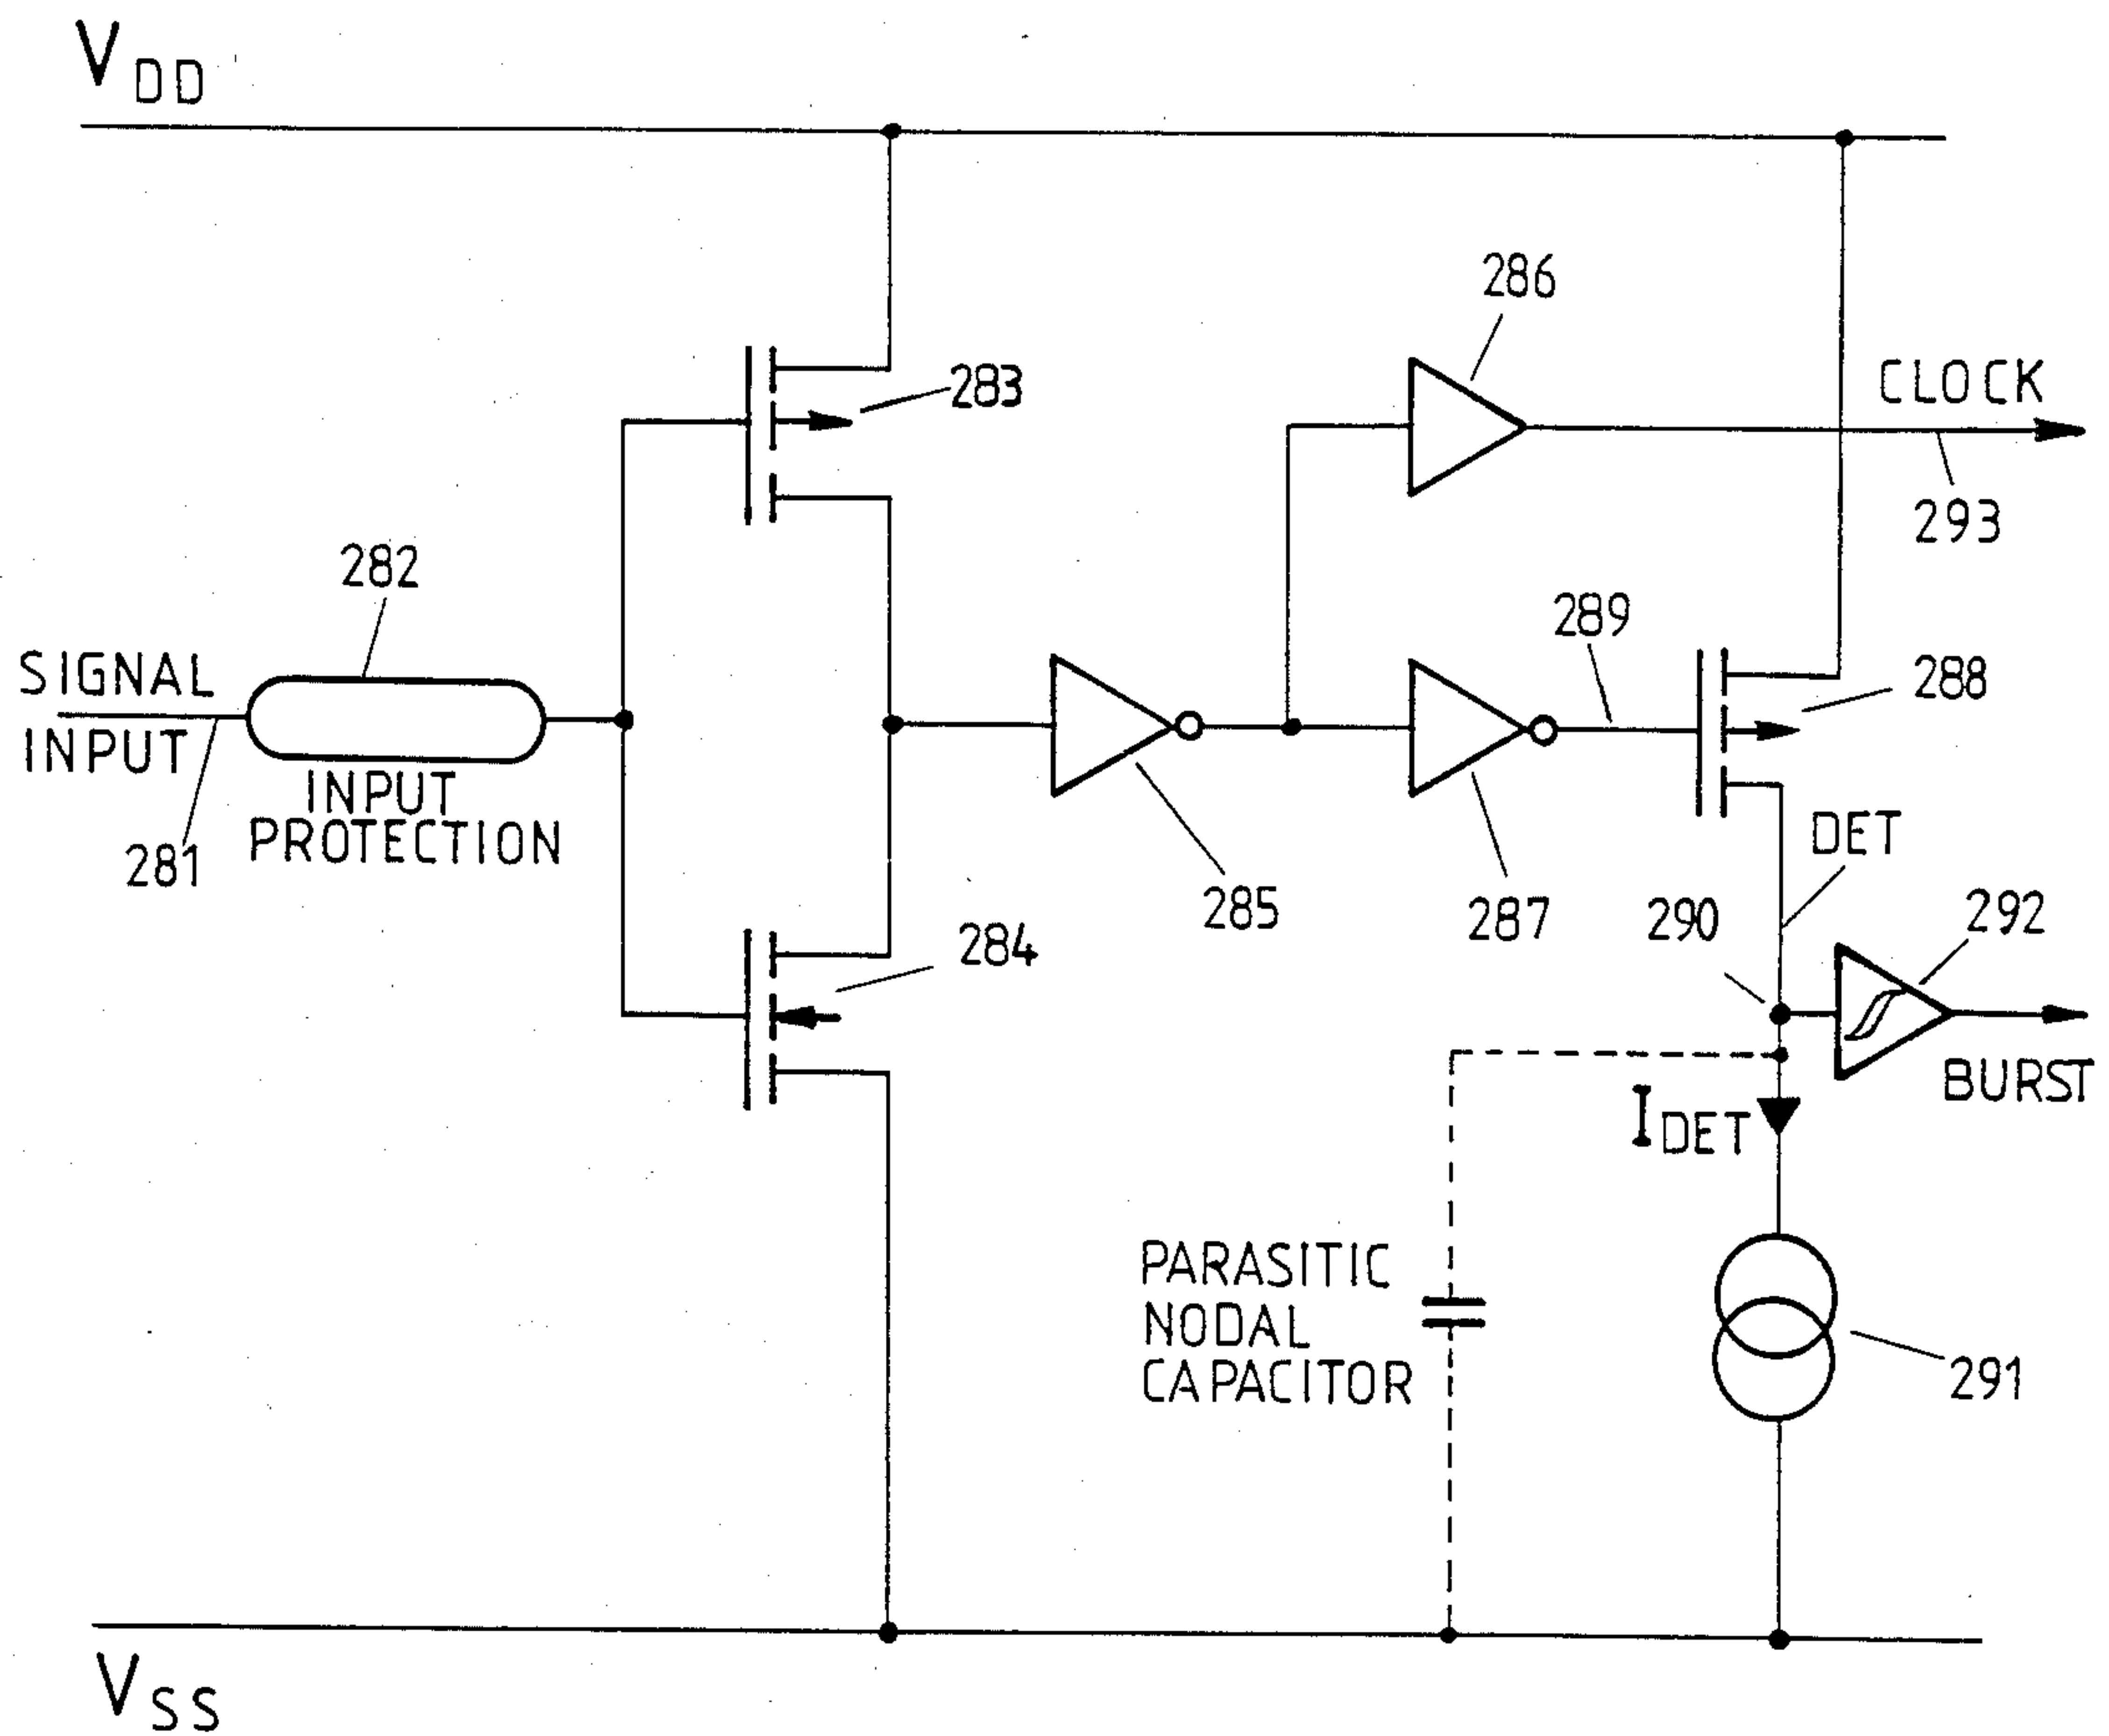 VDD
286
CLOCK
283
293
282
289
SIGNAL
INPUT
288
INPUT
PROTECTION
281
DET
285
287
290
292
284
BURST
IDET
PARASITIC
NODAL
CAPACITOR
291
VSS